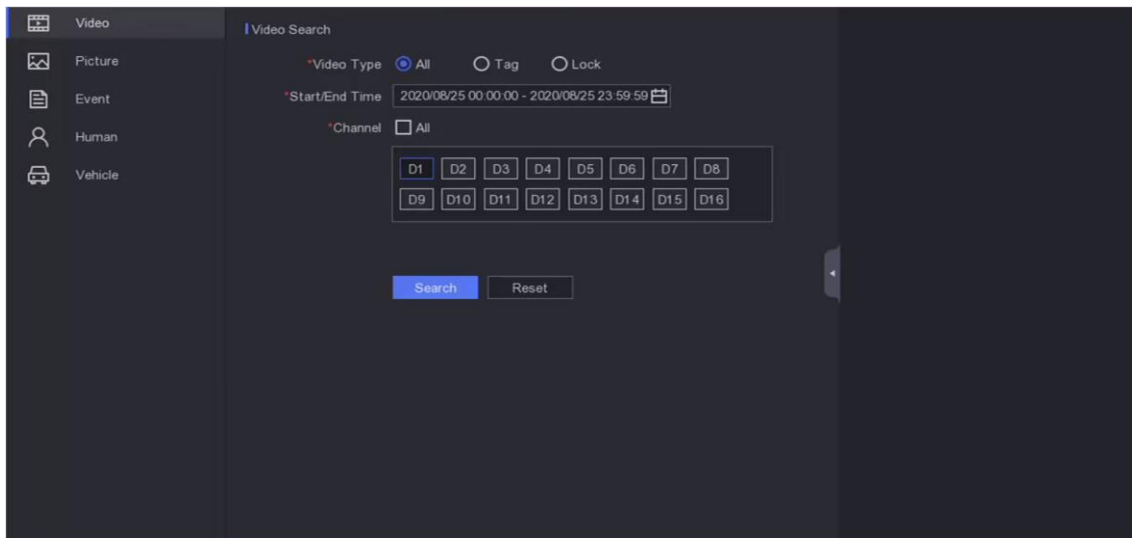 Video
Picture
Event
Human
Vehicle
Video Search
*Video Type All Tag Lock
*Start/End Time 2020/08/25 00:00:00 - 2020/08/25 23:59:59
*Channel All
D1 D2 D3 D4 D5 D6 D7 D8
D9 D10 D11 D12 D13 D14 D15 D16
Search Reset